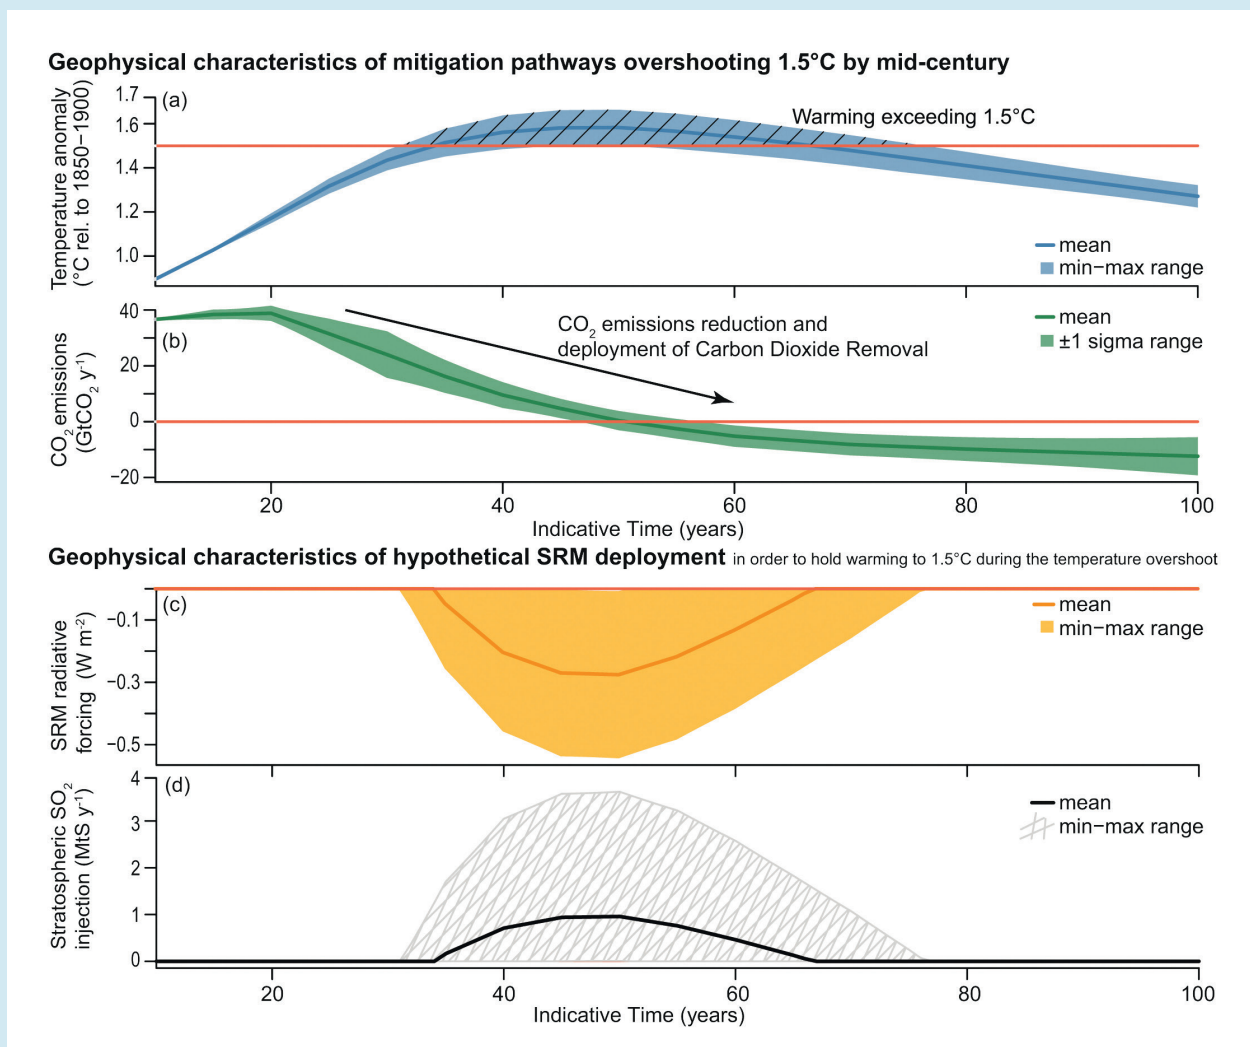 Geophysical characteristics of mitigation pathways overshooting 1.5°C by mid-century
(a)
Temperature anomaly
(°C rel. to 1850−1900)
1.7
1.6
1.4
1.2
1.0
Warming exceeding 1.5°C
mean
min−max range
(b)
CO2 emissions
(GtCO2 y-1)
40
20
0
−20
CO2 emissions reduction and
deployment of Carbon Dioxide Removal
mean
±1 sigma range
20 40 60 80 100
Indicative Time (years)
Geophysical characteristics of hypothetical SRM deployment in order to hold warming to 1.5°C during the temperature overshoot
(c)
SRM radiative
forcing (W m-2)
−0.1
−0.3
−0.5
mean
min−max range
(d)
Stratospheric SO2
injection (MtS y-1)
4
3
2
1
0
mean
min−max range
20 40 60 80 100
Indicative Time (years)